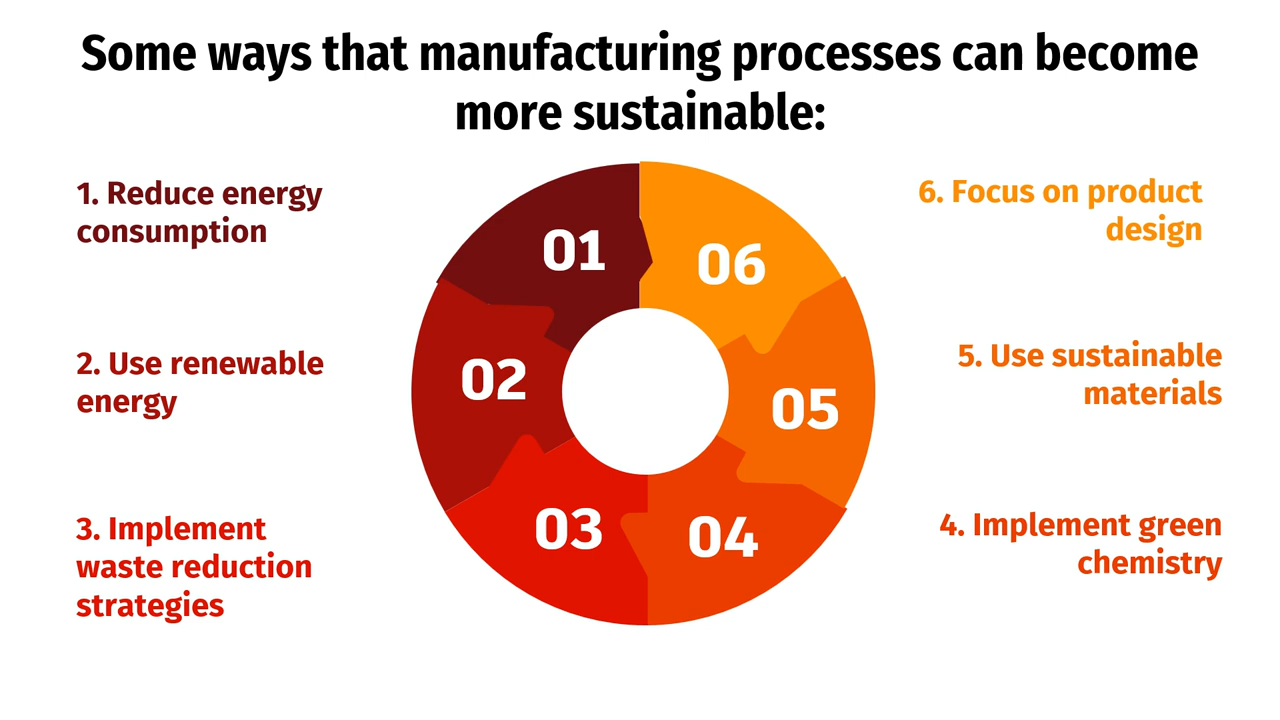 Some ways that manufacturing processes can become
more sustainable:
1. Reduce energy
consumption
2. Use renewable
energy
3. Implement
waste reduction
strategies
01
02
03
04
05
06
6. Focus on product
design
5. Use sustainable
materials
4. Implement green
chemistry